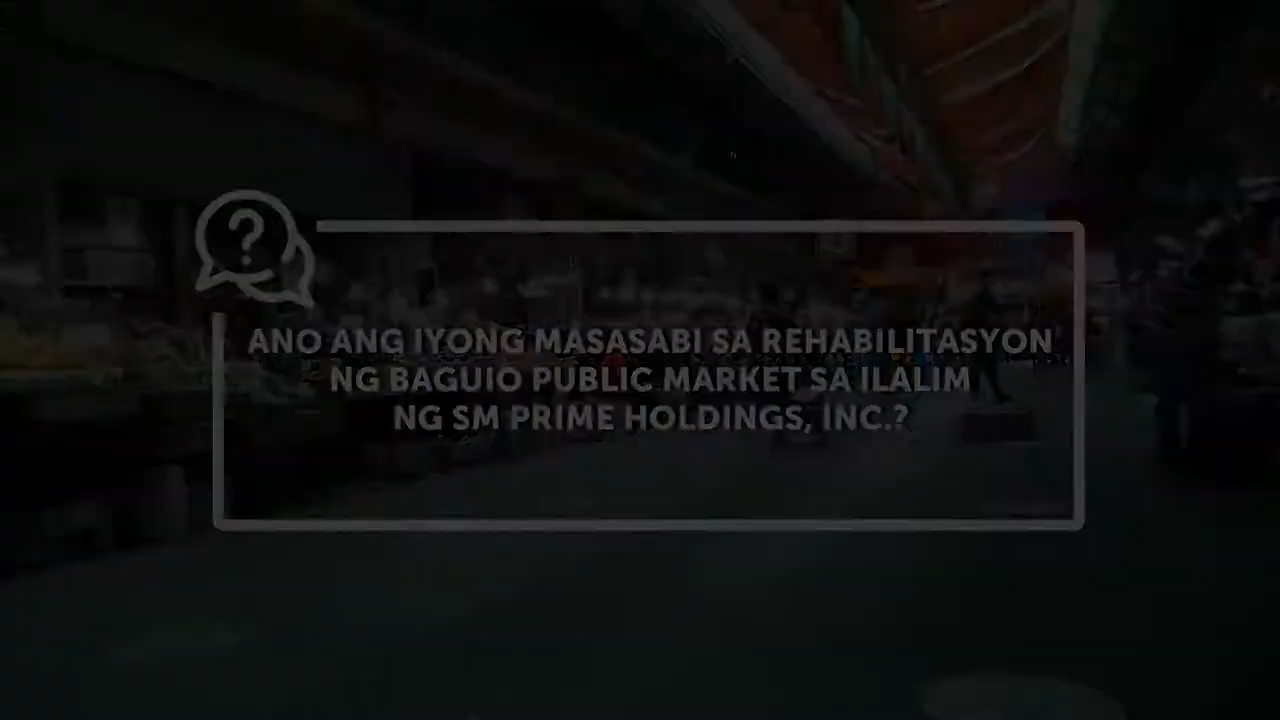 ANO ANG IYONG MASASABI SA REHABILITASYON
NG BAGUIO PUBLIC MARKET SA ILALIM
NG SM PRIME HOLDINGS, INC.?